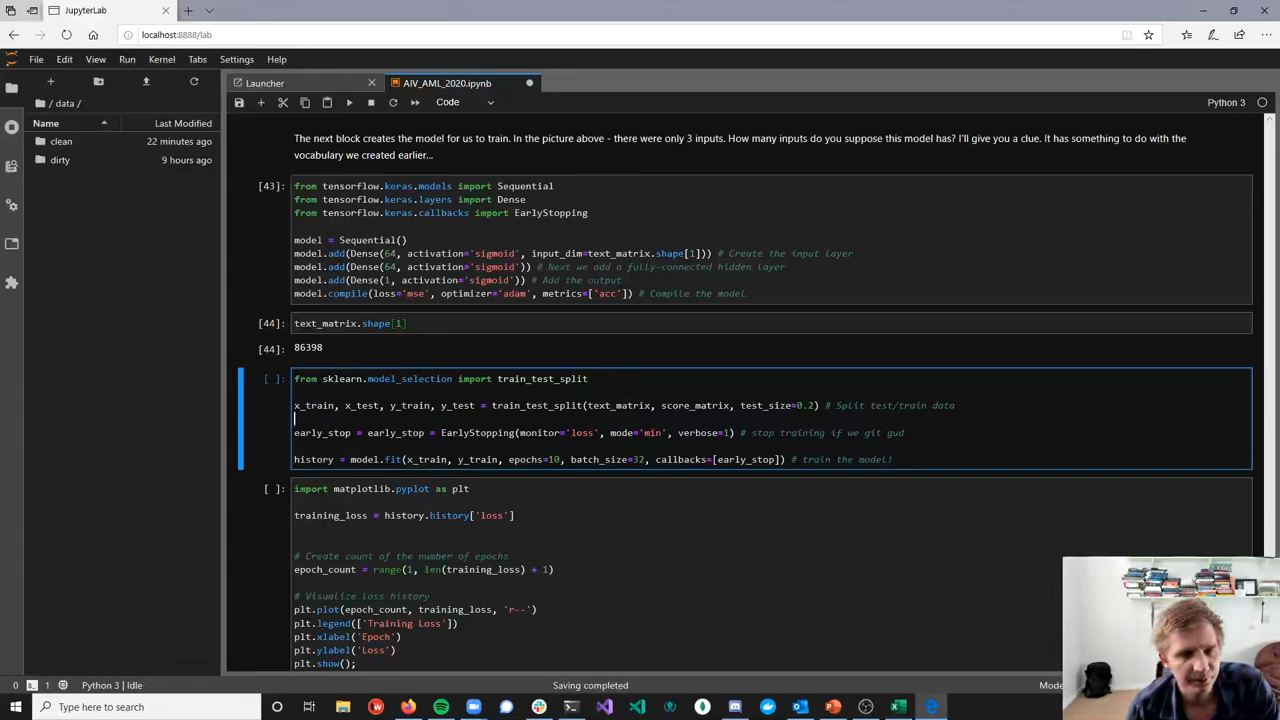 JupyterLab
localhost:8888/lab
File Edit View Run Kernel Tabs Settings Help
Launcher
AIV_AML_2020.ipynb
Code
Python 3
/ data /
Name Last Modified
clean 22 minutes ago
dirty 9 hours ago
The next block creates the model for us to train. In the picture above - there were only 3 inputs. How many inputs do you suppose this model has? I'll give you a clue. It has something to do with the
vocabulary we created earlier...
[43]:
from tensorflow.keras.models import Sequential
from tensorflow.keras.layers import Dense
from tensorflow.keras.callbacks import EarlyStopping
model = Sequential()
model.add(Dense(64, activation='sigmoid', input_dim=text_matrix.shape[1])) # Create the input layer
model.add(Dense(64, activation='sigmoid')) # Next we add a fully-connected hidden layer
model.add(Dense(1, activation='sigmoid')) # Add the output
model.compile(loss='mse', optimizer='adam', metrics=['acc']) # Compile the model
[44]: text_matrix.shape[1]
[44]: 86398
[ ]: from sklearn.model_selection import train_test_split
x_train, x_test, y_train, y_test = train_test_split(text_matrix, score_matrix, test_size=0.2) # Split test/train data
early_stop = early_stop = EarlyStopping(monitor='loss', mode='min', verbose=1) # stop training if we git gud
history = model.fit(x_train, y_train, epochs=10, batch_size=32, callbacks=[early_stop]) # train the model!
[ ]: import matplotlib.pyplot as plt
training_loss = history.history['loss']
# Create count of the number of epochs
epoch_count = range(1, len(training_loss) + 1)
# Visualize loss history
plt.plot(epoch_count, training_loss, 'r--')
plt.legend(['Training Loss'])
plt.xlabel('Epoch')
plt.ylabel('Loss')
plt.show();
0 1 Python 3 | Idle
Saving completed
Mode
Type here to search